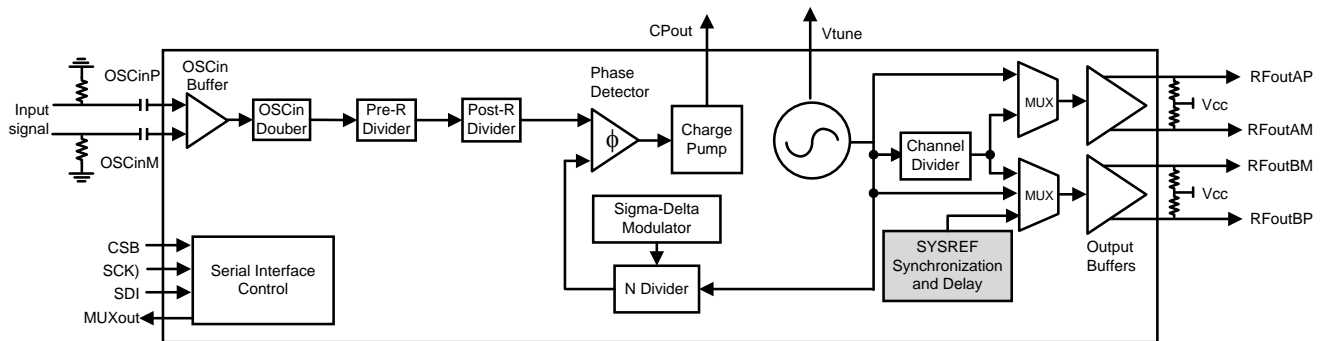 CPout
Vtune
OSCinP
OSCin
Buffer
Phase
Detector
Input
signal
OSCin
Douber
Pre-R
Divider
Post-R
Divider
ϕ
Charge
Pump
MUX
RFoutAP
Vcc
RFoutAM
OSCinM
Channel
Divider
MUX
RFoutBM
Vcc
RFoutBP
Sigma-Delta
Modulator
SYSREF
Synchronization
and Delay
Output
Buffers
N Divider
CSB
SCK)
SDI
MUXout
Serial Interface
Control